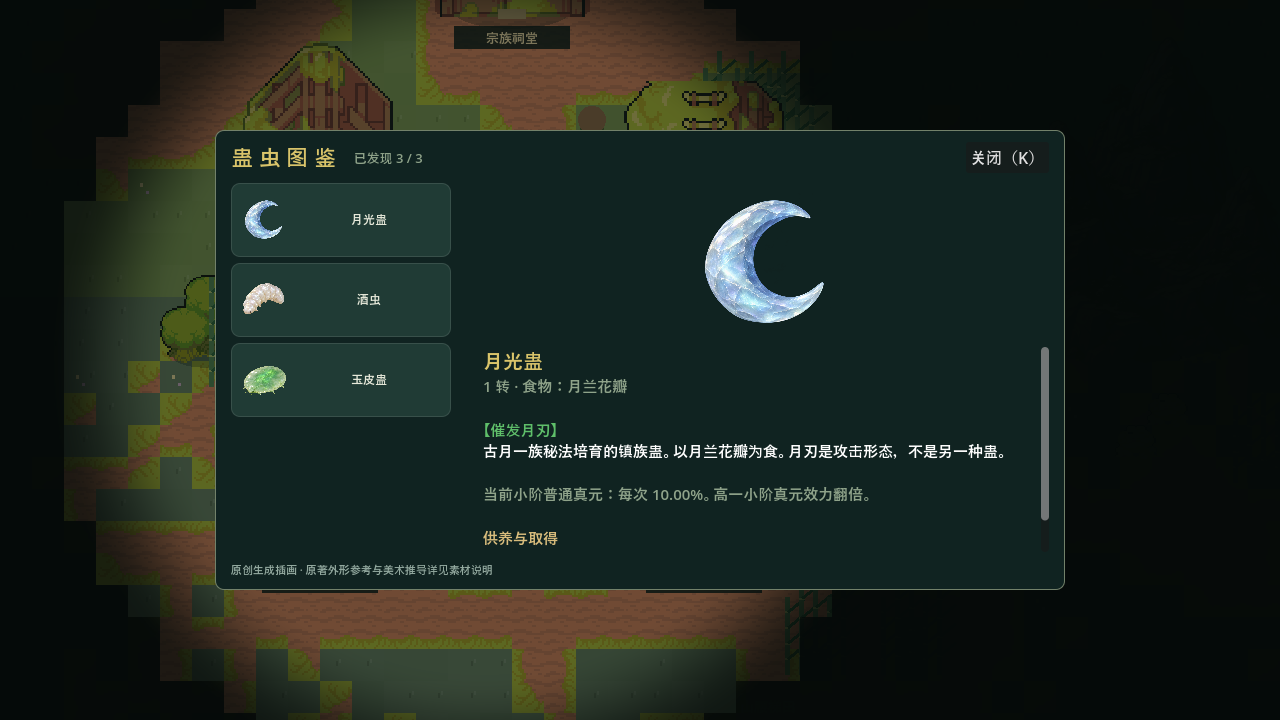 宗族祠堂
蛊虫图鉴
已发现 3 / 3
关闭（K）
月光蛊
酒虫
玉皮蛊
月光蛊
1 转 · 食物：月兰花瓣
【催发月刃】
古月一族秘法培育的镇族蛊。以月兰花瓣为食。月刃是攻击形态，不是另一种蛊。
当前小阶普通真元：每次 10.00%。高一小阶真元效力翻倍。
供养与取得
原创生成插画 · 原著外形参考与美术推导详见素材说明